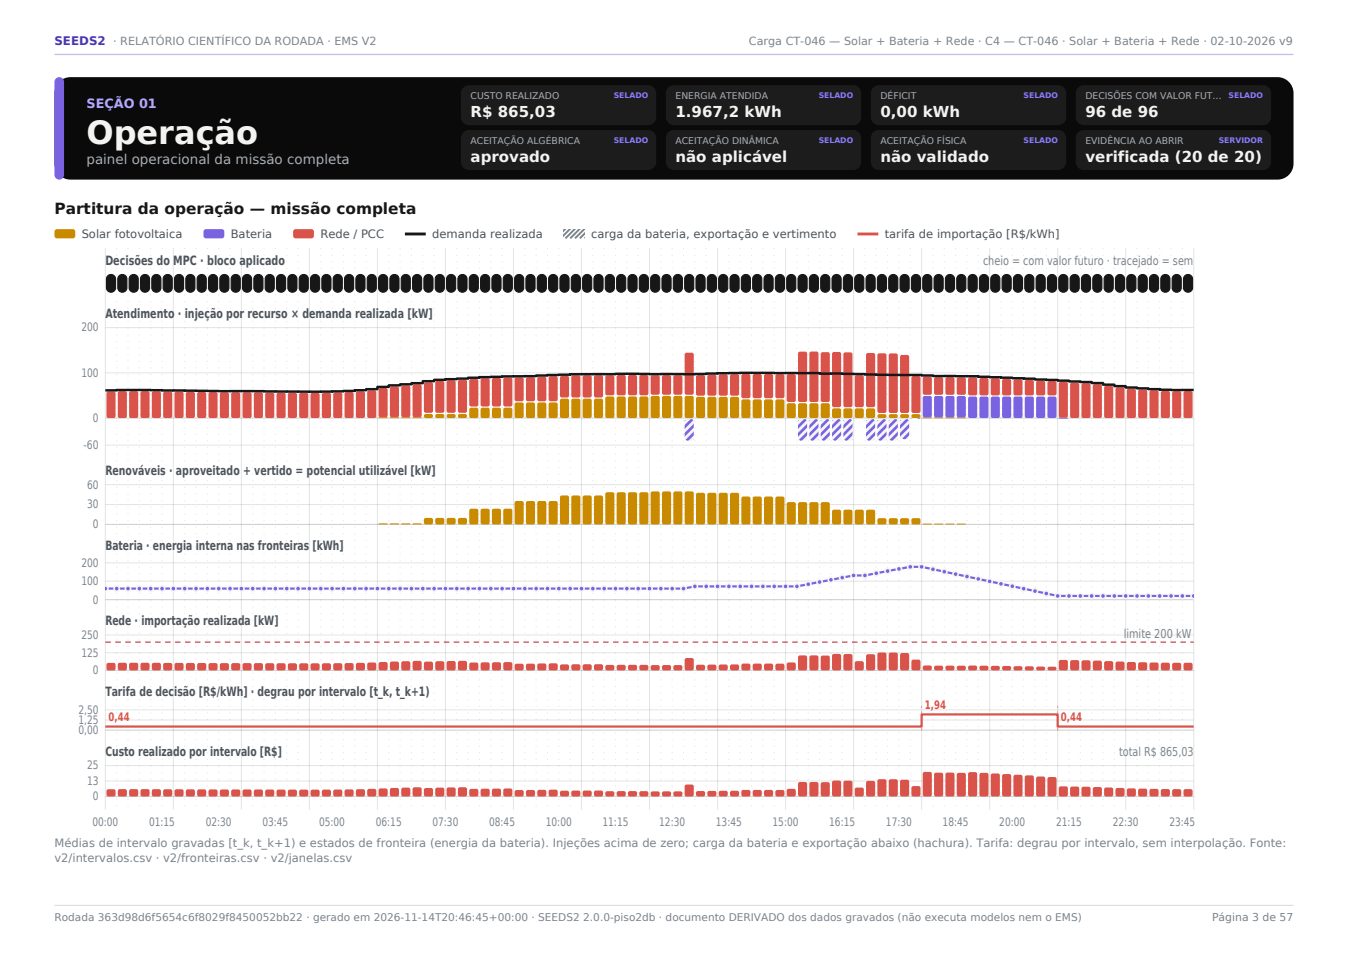 SEEDS2 · RELATÓRIO CIENTÍFICO DA RODADA · EMS V2
Carga CT-046 — Solar + Bateria + Rede · C4 — CT-046 · Solar + Bateria + Rede · 02-10-2026 v9
SEÇÃO 01
Operação
painel operacional da missão completa
CUSTO REALIZADO SELADO
R$ 865,03
ENERGIA ATENDIDA SELADO
1.967,2 kWh
DÉFICIT SELADO
0,00 kWh
DECISÕES COM VALOR FUT… SELADO
96 de 96
ACEITAÇÃO ALGÉBRICA SELADO
aprovado
ACEITAÇÃO DINÂMICA SELADO
não aplicável
ACEITAÇÃO FÍSICA SELADO
não validado
EVIDÊNCIA AO ABRIR SERVIDOR
verificada (20 de 20)
Partitura da operação — missão completa
Solar fotovoltaica Bateria Rede / PCC demanda realizada carga da bateria, exportação e vertimento tarifa de importação [R$/kWh]
Decisões do MPC · bloco aplicado
cheio = com valor futuro · tracejado = sem
Atendimento · injeção por recurso × demanda realizada [kW]
200
100
0
-60
Renováveis · aproveitado + vertido = potencial utilizável [kW]
60
30
0
Bateria · energia interna nas fronteiras [kWh]
200
100
0
Rede · importação realizada [kW]
250
limite 200 kW
125
0
Tarifa de decisão [R$/kWh] · degrau por intervalo [t_k, t_k+1)
2,50
1,25
0,00
0,44
1,94
0,44
Custo realizado por intervalo [R$]
total R$ 865,03
25
13
0
00:00 01:15 02:30 03:45 05:00 06:15 07:30 08:45 10:00 11:15 12:30 13:45 15:00 16:15 17:30 18:45 20:00 21:15 22:30 23:45
Médias de intervalo gravadas [t_k, t_k+1) e estados de fronteira (energia da bateria). Injeções acima de zero; carga da bateria e exportação abaixo (hachura). Tarifa: degrau por intervalo, sem interpolação. Fonte:
v2/intervalos.csv · v2/fronteiras.csv · v2/janelas.csv
Rodada 363d98d6f5654c6f8029f8450052bb22 · gerado em 2026-11-14T20:46:45+00:00 · SEEDS2 2.0.0-piso2db · documento DERIVADO dos dados gravados (não executa modelos nem o EMS)
Página 3 de 57